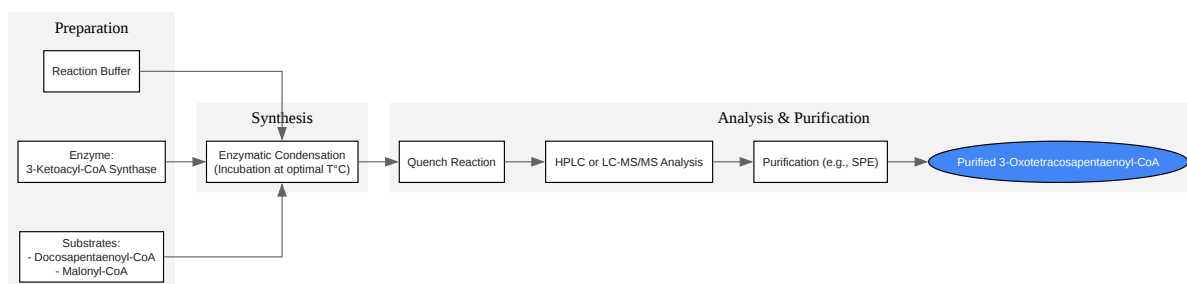 Preparation
Reaction Buffer
Enzyme:
3-Ketoacyl-CoA Synthase
Substrates:
- Docosapentaenoyl-CoA
- Malonyl-CoA
Synthesis
Enzymatic Condensation
(Incubation at optimal T°C)
Analysis & Purification
Quench Reaction
HPLC or LC-MS/MS Analysis
Purification (e.g., SPE)
Purified 3-Oxotetracosapentaenoyl-CoA